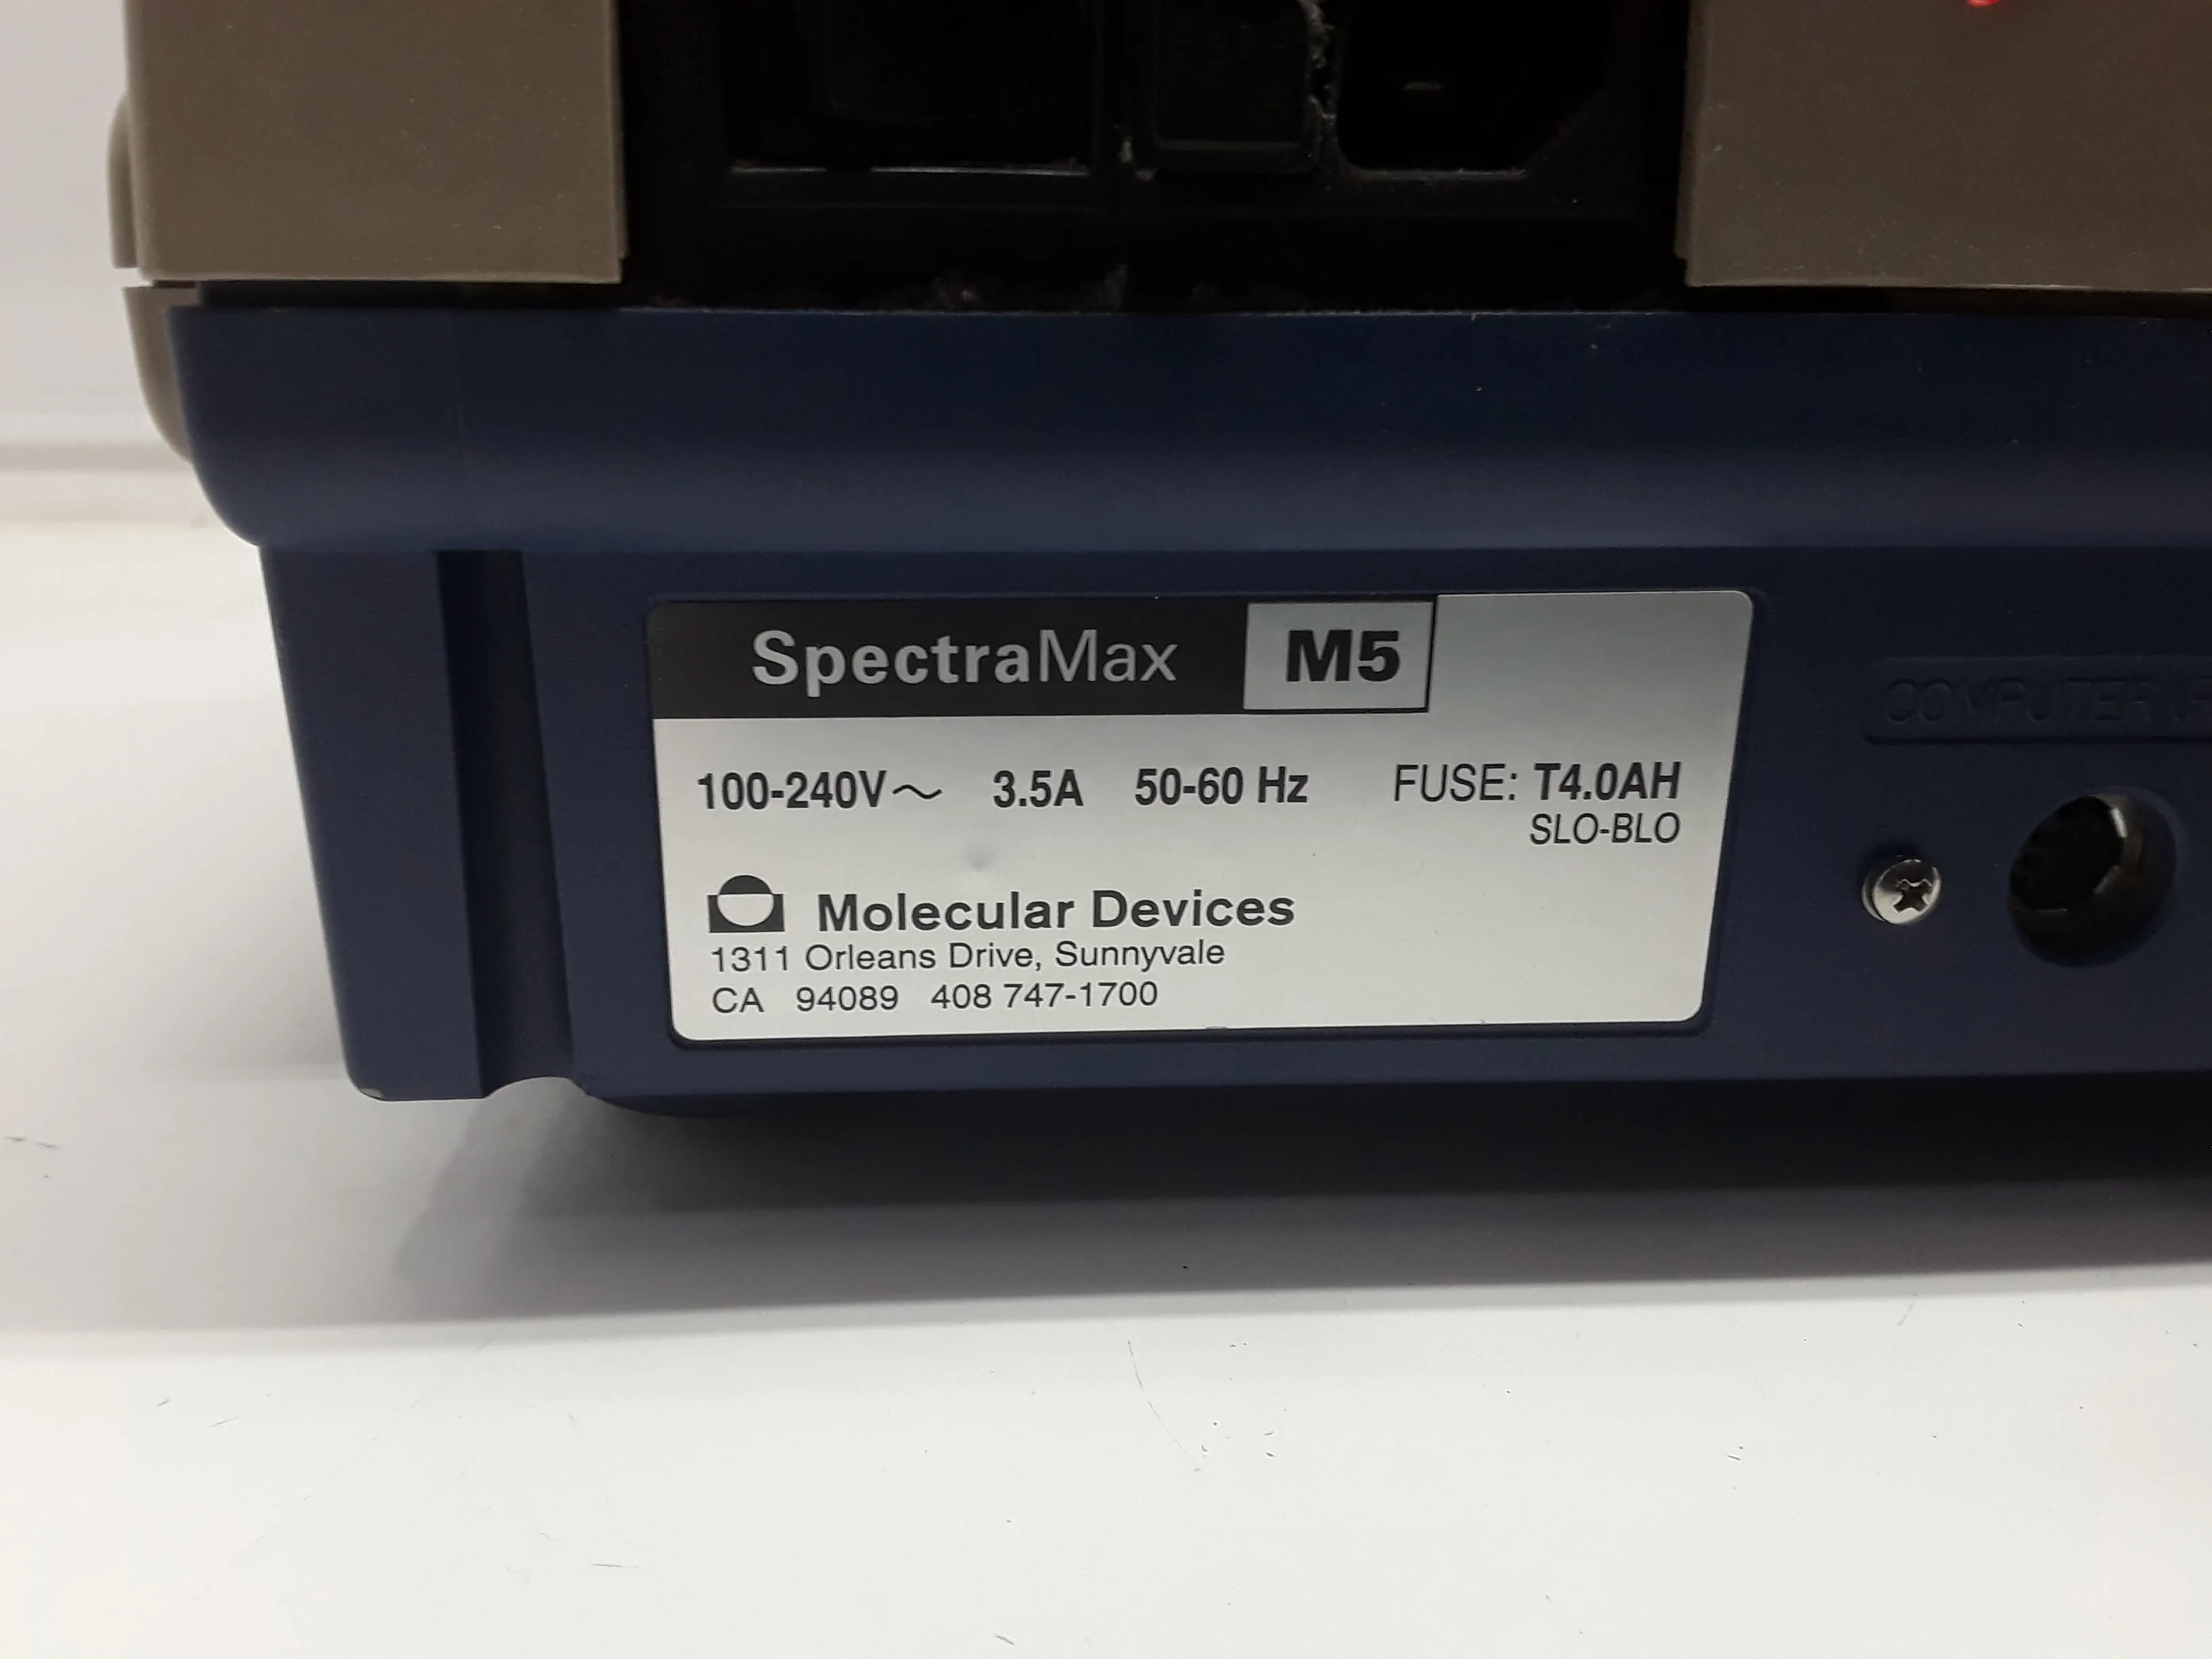 SpectraMax M5
100-240V~ 3.5A 50-60 Hz FUSE: T4.0AH
SLO-BLO
COMPUTER
Molecular Devices
1311 Orleans Drive, Sunnyvale
CA 94089 408 747-1700